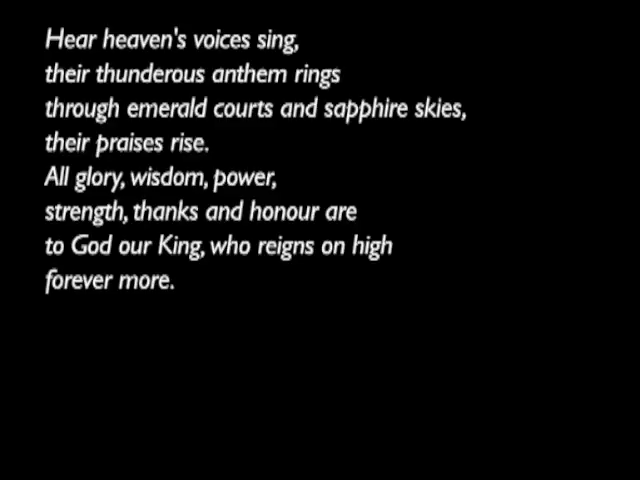 Hear heaven's voices sing,
their thunderous anthem rings
through emerald courts and sapphire skies,
their praises rise.
All glory, wisdom, power,
strength, thanks and honour are
to God our King, who reigns on high
forever more.